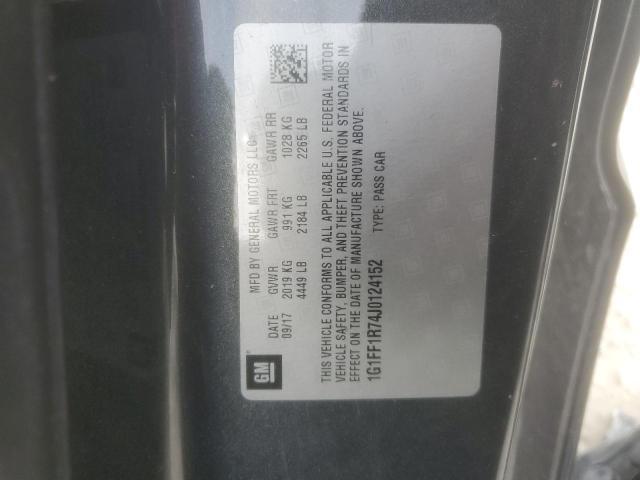 GM
MFD BY GENERAL MOTORS LLC
DATE GVWR GAWR FRT GAWR RR
09/17 2019 KG 991 KG 1028 KG
4449 LB 2184 LB 2265 LB
THIS VEHICLE CONFORMS TO ALL APPLICABLE U.S. FEDERAL MOTOR
VEHICLE SAFETY, BUMPER, AND THEFT PREVENTION STANDARDS IN
EFFECT ON THE DATE OF MANUFACTURE SHOWN ABOVE.
1G1FF1R74J0124152 TYPE: PASS CAR